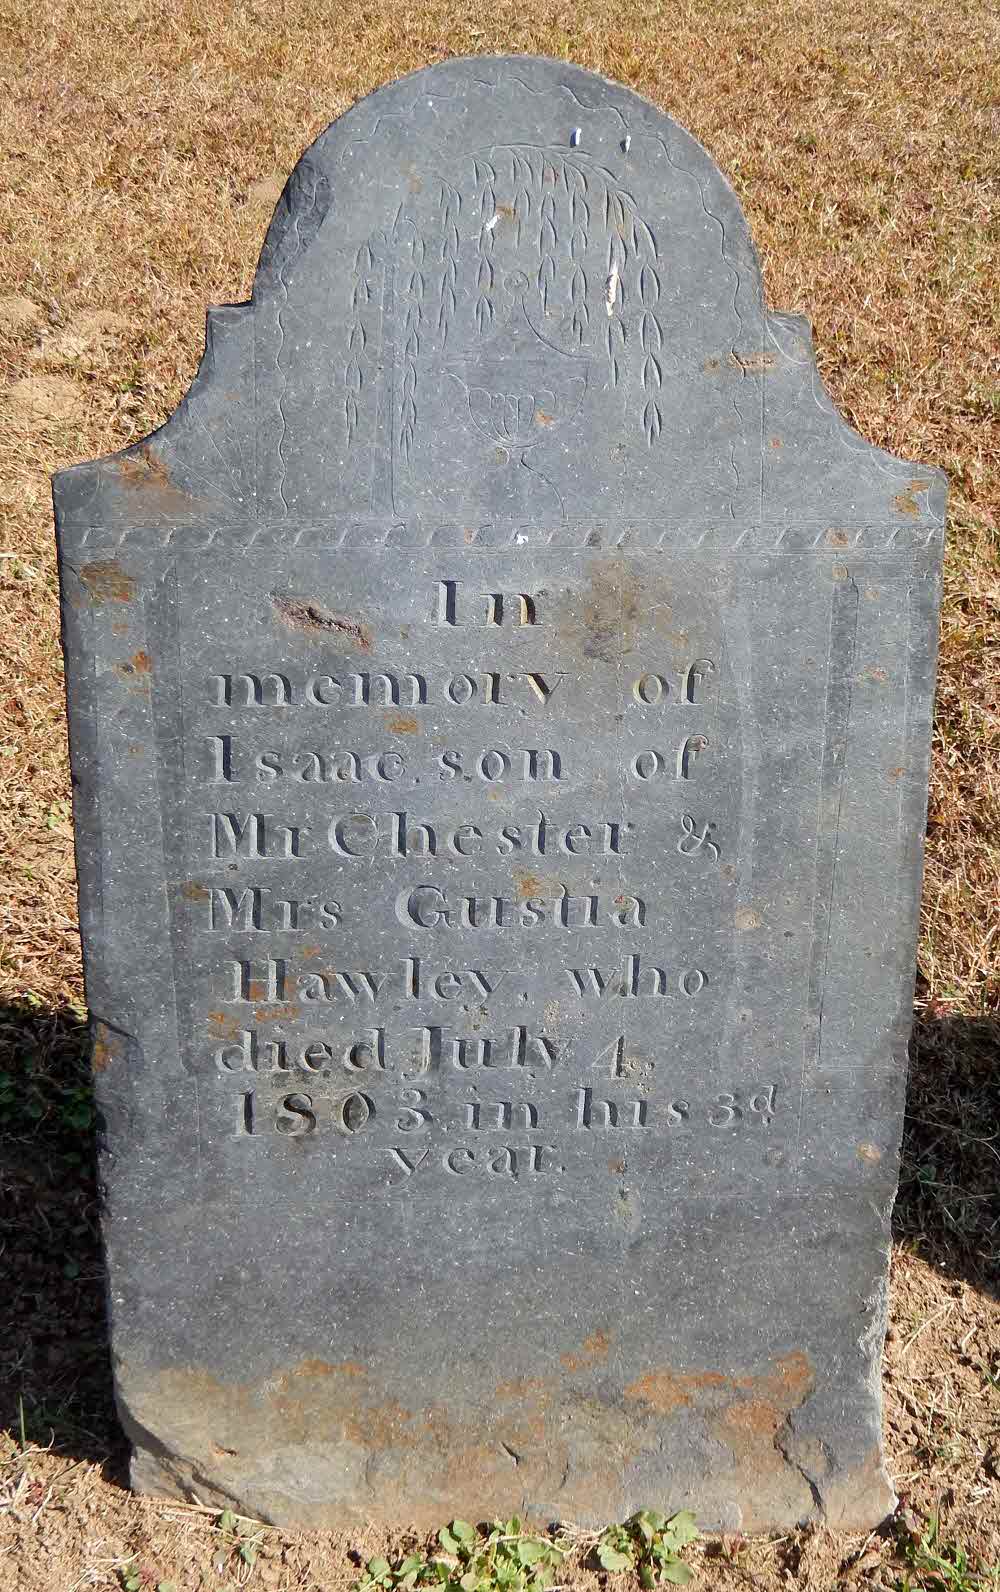 In
memory of
Isaac, son of
Mr Chester &
Mrs Gustia
Hawley, who
died July 4,
1803, in his 3d
year.